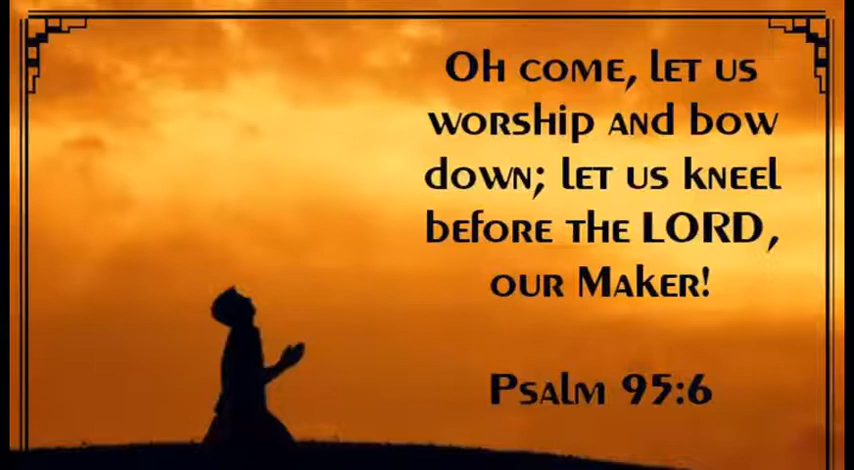 Oh come, let us
worship and bow
down; let us kneel
before the LORD,
our Maker!
Psalm 95:6